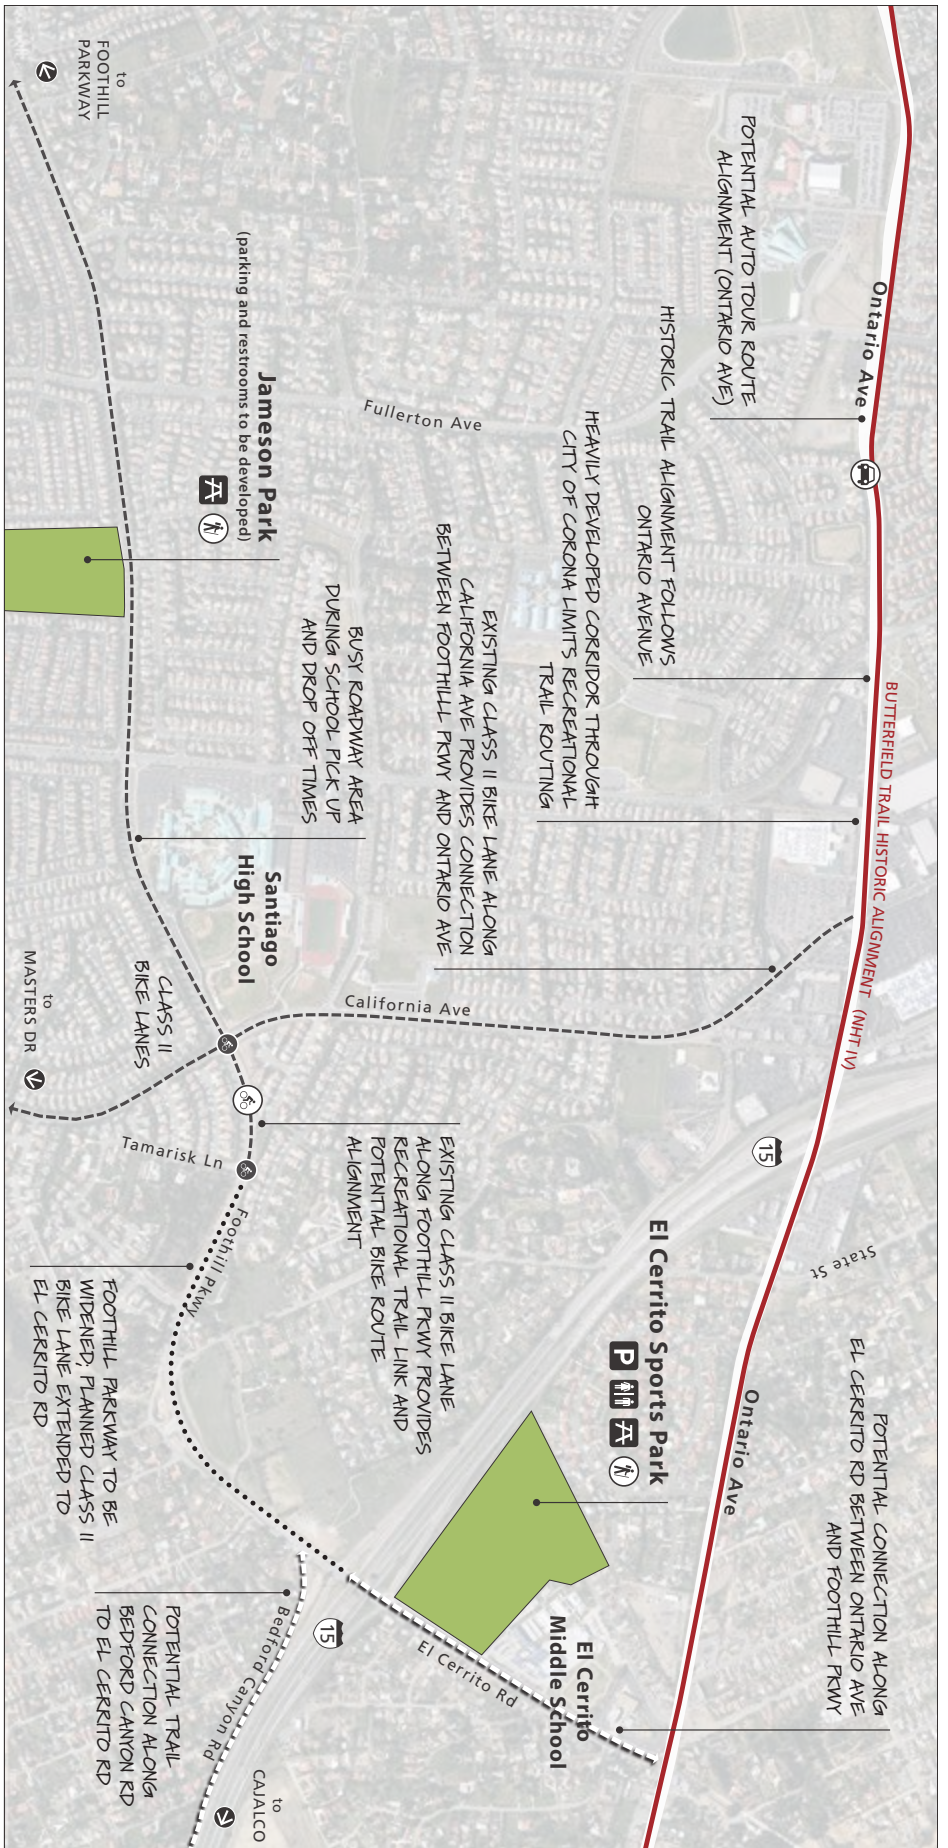 POTENTIAL AUTO TOUR ROUTE
ALIGNMENT (ONTARIO AVE)
Ontario Ave
HISTORIC TRAIL ALIGNMENT FOLLOWS
ONTARIO AVENUE
HEAVILY DEVELOPED CORRIDOR THROUGH
CITY OF CORONA LIMITS RECREATIONAL
TRAIL ROUTING
BUTTERFIELD TRAIL HISTORIC ALIGNMENT (NHT IV)
EXISTING CLASS II BIKE LANE ALONG
CALIFORNIA AVE PROVIDES CONNECTION
BETWEEN FOOTHILL PKWY AND ONTARIO AVE
Fullerton Ave
to
FOOTHILL
PARKWAY
Jameson Park
(parking and restrooms to be developed)
BUSY ROADWAY AREA
DURING SCHOOL PICK UP
AND DROP OFF TIMES
Santiago
High School
California Ave
CLASS II
BIKE LANES
to
MASTERS DR
Tamarisk Ln
15
State St
Ontario Ave
POTENTIAL CONNECTION ALONG
EL CERRITO RD BETWEEN ONTARIO AVE
AND FOOTHILL PKWY
El Cerrito Sports Park
P
EXISTING CLASS II BIKE LANE
ALONG FOOTHILL PKWY PROVIDES
RECREATIONAL TRAIL LINK AND
POTENTIAL BIKE ROUTE
ALIGNMENT
El Cerrito
Middle School
El Cerrito Rd
15
Foothill Pkwy
FOOTHILL PARKWAY TO BE
WIDENED; PLANNED CLASS II
BIKE LANE EXTENDED TO
EL CERRITO RD
Bedford Canyon Rd
POTENTIAL TRAIL
CONNECTION ALONG
BEDFORD CANYON RD
TO EL CERRITO RD
to
CAJALCO